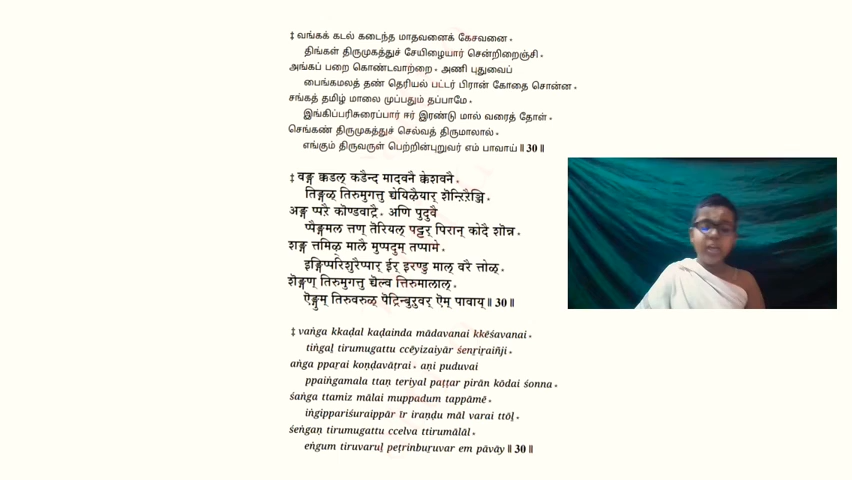 ‡ வங்கக் கடல் கடைந்த மாதவனைக் கேசவனை *
திங்கள் திருமுகத்துச் சேயிழையார் சென்றிறைஞ்சி *
அங்கப் பறை கொண்டவாற்றை * அணி புதுவைப்
பைங்கமலத் தண் தெரியல் பட்டர் பிரான் கோதை சொன்ன *
சங்கத் தமிழ் மாலை முப்பதும் தப்பாமே *
இங்கிப்பரிசுரைப்பார் ஈர் இரண்டு மால் வரைத் தோள் *
செங்கண் திருமுகத்துச் செல்வத் திருமாலால் *
எங்கும் திருவருள் பெற்றின்புறுவர் எம் பாவாய் || 30 ||
‡ वङ्ग क्कडल् कडैन्द मादवनै क्केशवनै *
तिङ्गळ् तिरुमुगत्तु च्चेयिऴैयार् शॆन्ऱिऱैञ्जि *
अङ्ग प्पऱै कॊण्डवाट्रै * अणि पुदुवै
प्पैङ्गमल त्तण् तॆरियल् पट्टर् पिरान् कोदै शॊन्न *
शङ्ग त्तमिऴ् मालै मुप्पदुम् तप्पामे *
इङ्गिप्परिशुरैप्पार् ईर् इरण्डु माल् वरै त्तोळ् *
शॆङ्गण् तिरुमुगत्तु च्चॆल्व त्तिरुमालाल् *
ऎङ्गुम् तिरुवरुळ् पॆट्रिन्बुऱुवर् ऎम् पावाय् || 30 ||
‡ vaṅga kkaḍal kaḍainda mādavanai kkēśavanai *
tiṅgaḷ tirumugattu ccēyizaiyār śenṟiṟaiñji *
aṅga ppaṟai koṇḍavāṭrai * aṇi puduvai
ppaiṅgamala ttaṇ teriyal paṭṭar pirān kōdai śonna *
śaṅga ttamiz mālai muppadum tappāmē *
iṅgippariśuraippār īr iraṇḍu māl varai ttōḷ *
śeṅgaṇ tirumugattu ccelva ttirumālāl *
eṅgum tiruvaruḷ peṭrinbuṟuvar em pāvāy || 30 ||